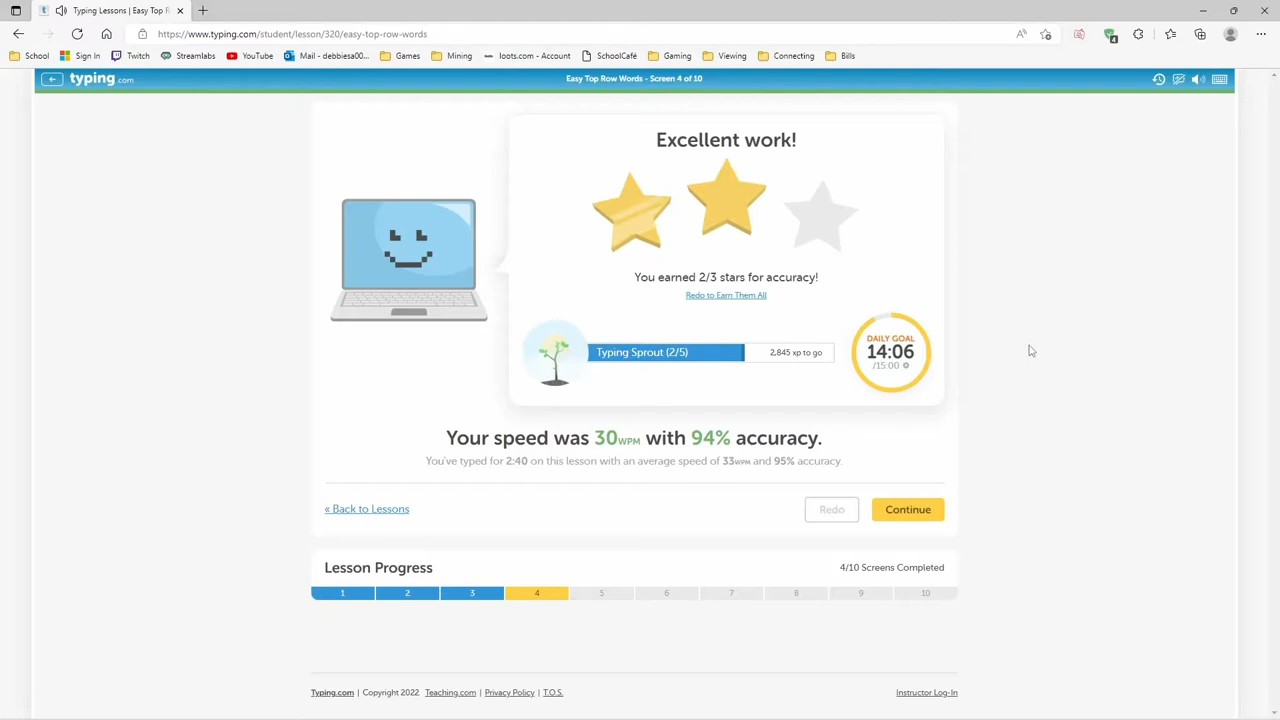 Typing Lessons | Easy Top R
https://www.typing.com/student/lesson/320/easy-top-row-words
School
Sign In
Twitch
Streamlabs
YouTube
Mail - debbiesa00...
Gaming
Mining
loots.com - Account
SchoolCafé
Gaming
Viewing
Connecting
Bills
typing.com
Easy Top Row Words - Screen 4 of 10
Excellent work!
You earned 2/3 stars for accuracy!
Redo to Earn Them All
Typing Sprout (2/5)
2,845 xp to go
DAILY GOAL
14:06
/15:00
Your speed was 30WPM with 94% accuracy.
You've typed for 2:40 on this lesson with an average speed of 33WPM and 95% accuracy.
« Back to Lessons
Redo
Continue
Lesson Progress
4/10 Screens Completed
1 2 3 4 5 6 7 8 9 10
Typing.com | Copyright 2022 Teaching.com | Privacy Policy | T.O.S.
Instructor Log-In